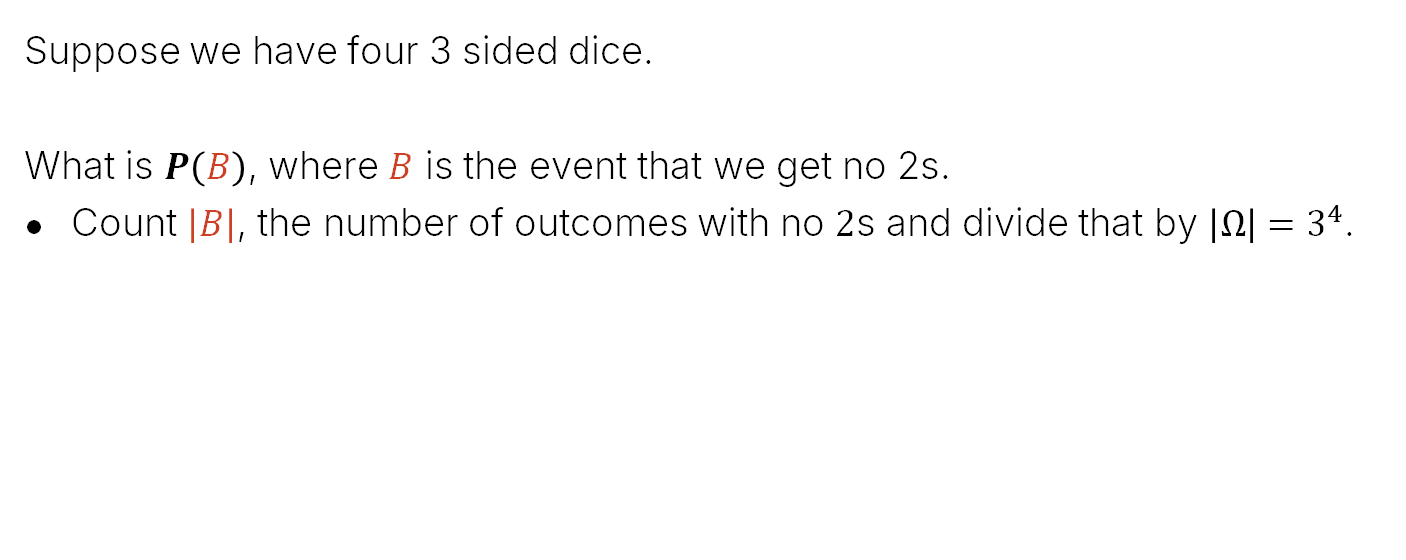 Suppose we have four 3 sided dice.
What is P(B), where B is the event that we get no 2s.
• Count |B|, the number of outcomes with no 2s and divide that by |Ω| = 3⁴.